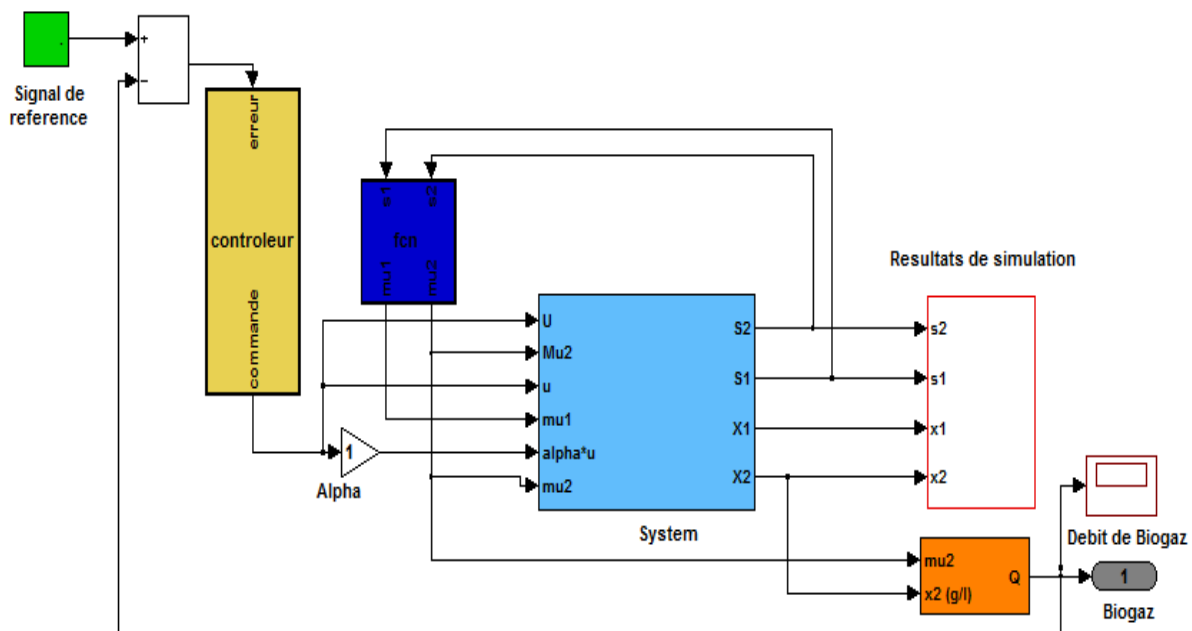 Signal de
reference
+
−
erreur
controleur
commande
s1
s2
fcn
mu1
mu2
1
Alpha
U
Mu2
u
mu1
alpha*u
mu2
S2
S1
X1
X2
System
Resultats de simulation
s2
s1
x1
x2
Debit de Biogaz
mu2
x2 (g/l)
Q
1
Biogaz